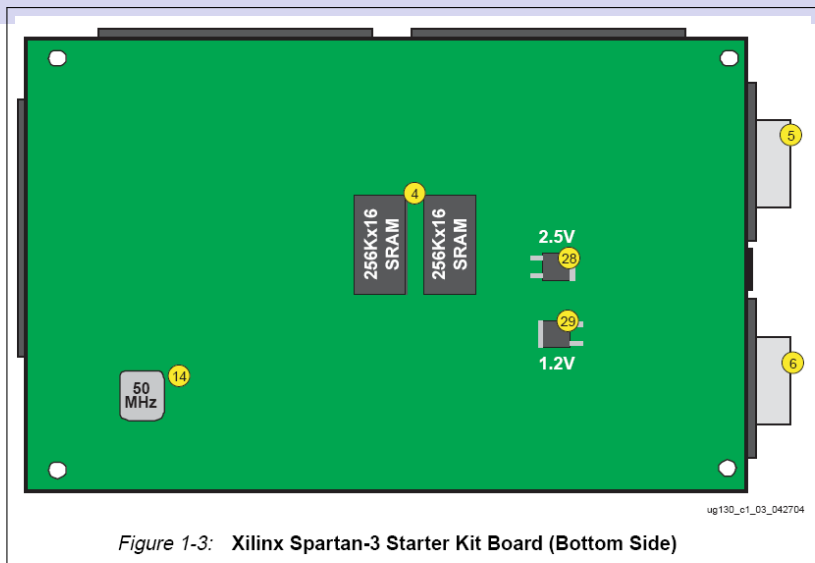 5
4
256Kx16
SRAM
256Kx16
SRAM
2.5V
28
29
1.2V
6
14
50
MHz
ug130_c1_03_042704
Figure 1-3: Xilinx Spartan-3 Starter Kit Board (Bottom Side)